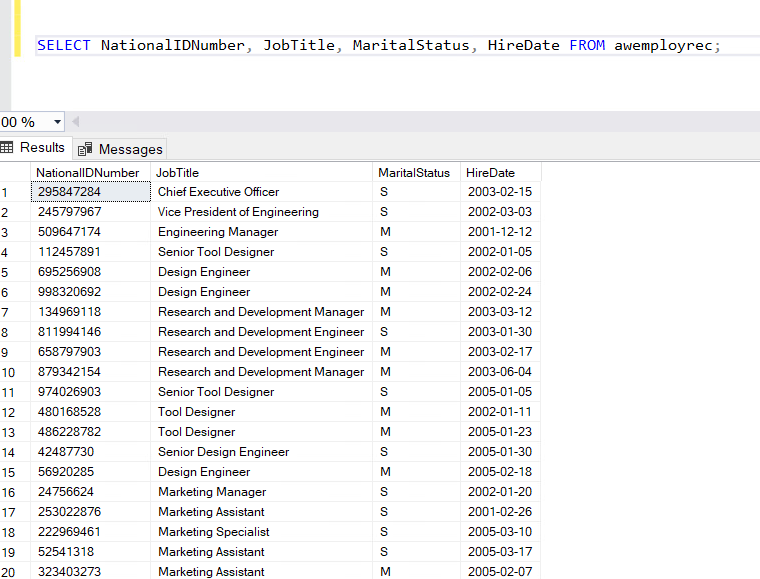 SELECT NationalIDNumber, JobTitle, MaritalStatus, HireDate FROM awemployrec;
00 %
Results Messages
NationalIDNumber JobTitle MaritalStatus HireDate
1 295847284 Chief Executive Officer S 2003-02-15
2 245797967 Vice President of Engineering S 2002-03-03
3 509647174 Engineering Manager M 2001-12-12
4 112457891 Senior Tool Designer S 2002-01-05
5 695256908 Design Engineer M 2002-02-06
6 998320692 Design Engineer M 2002-02-24
7 134969118 Research and Development Manager M 2003-03-12
8 811994146 Research and Development Engineer S 2003-01-30
9 658797903 Research and Development Engineer M 2003-02-17
10 879342154 Research and Development Manager M 2003-06-04
11 974026903 Senior Tool Designer S 2005-01-05
12 480168528 Tool Designer M 2002-01-11
13 486228782 Tool Designer M 2005-01-23
14 42487730 Senior Design Engineer S 2005-01-30
15 56920285 Design Engineer M 2005-02-18
16 24756624 Marketing Manager S 2002-01-20
17 253022876 Marketing Assistant S 2001-02-26
18 222969461 Marketing Specialist S 2005-03-10
19 52541318 Marketing Assistant S 2005-03-17
20 323403273 Marketing Assistant M 2005-02-07